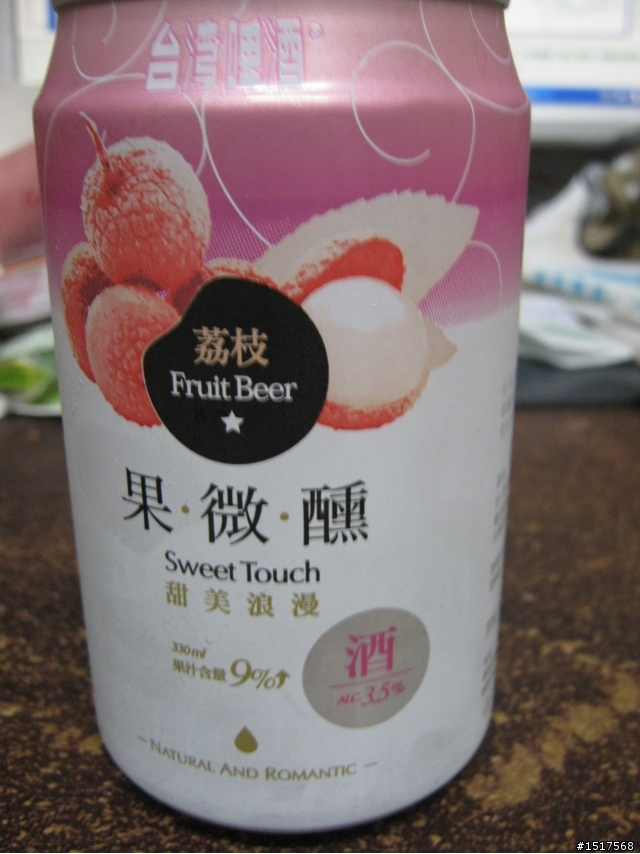 台灣啤酒®
荔枝
Fruit Beer
果·微·醺
Sweet Touch
甜美浪漫
330ml
果汁含量9%↑
酒
ALC. 3.5%
- NATURAL AND ROMANTIC -
#1517568